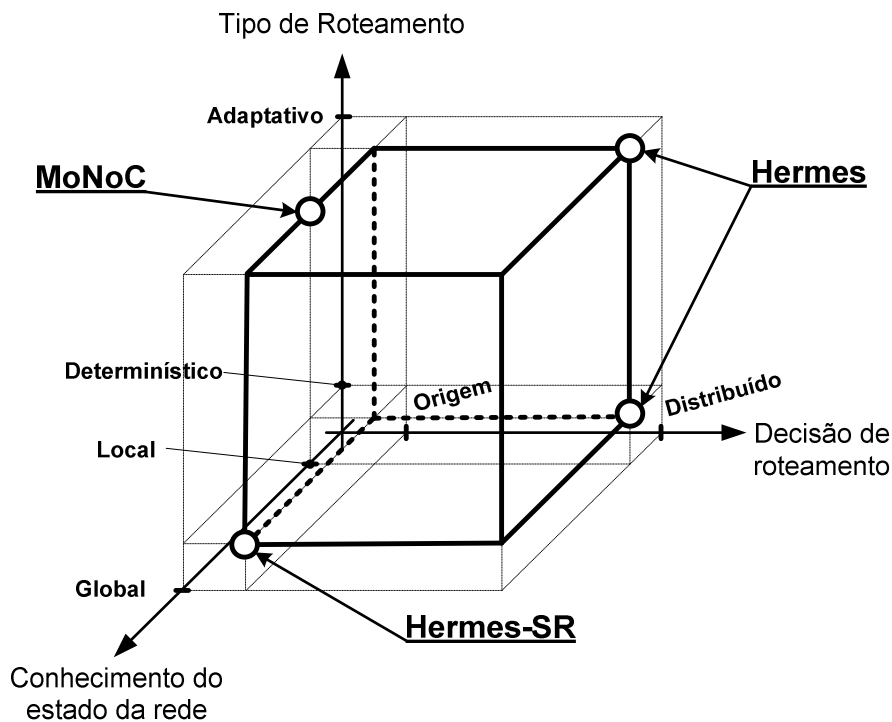 Tipo de Roteamento
Adaptativo
MoNoC
Hermes
Determinístico
Origem
Distribuído
Local
Decisão de
roteamento
Global
Hermes-SR
Conhecimento do
estado da rede